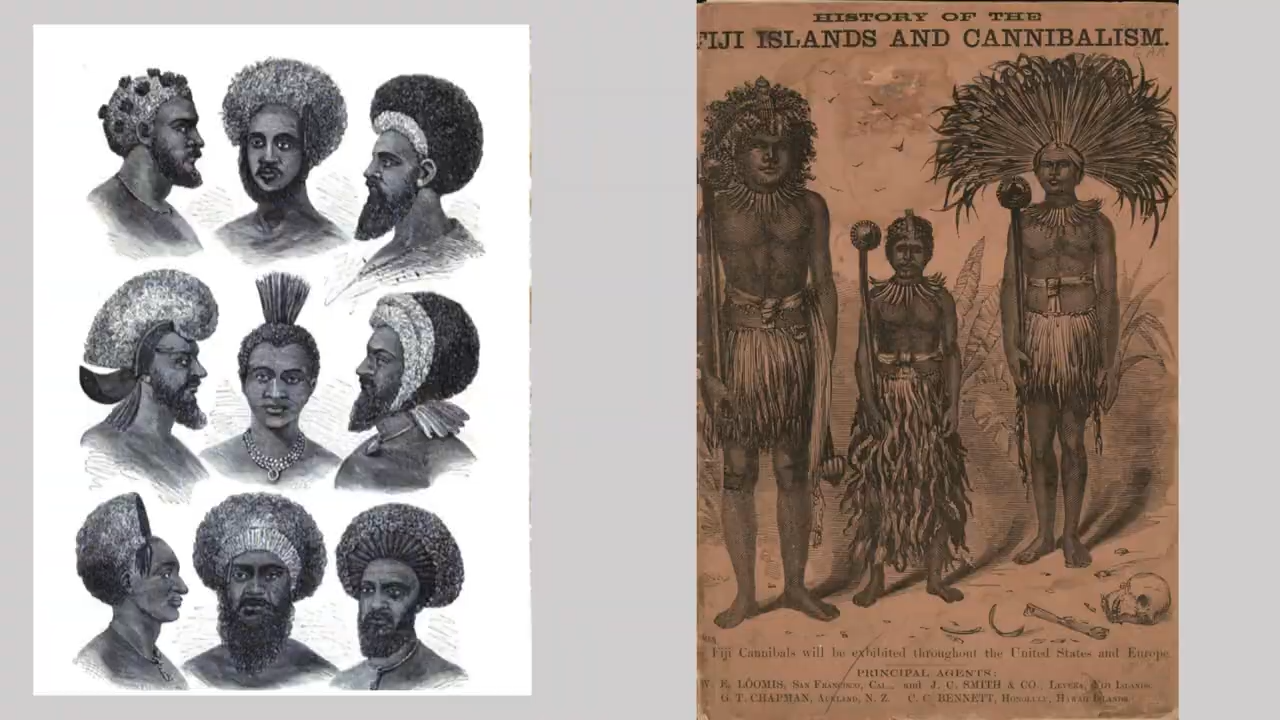 HISTORY OF THE
FIJI ISLANDS AND CANNIBALISM.
Fiji Cannibals will be exhibited throughout the United States and Europe
PRINCIPAL AGENTS:
W. E. LOOMIS, SAN FRANCISCO, CAL., and J. C. SMITH & CO., LEVUKA, FIJI ISLANDS.
G. T. CHAPMAN, AUKLAND, N. Z. C. C. BENNETT, HONOLULU, HAWAII ISLANDS.